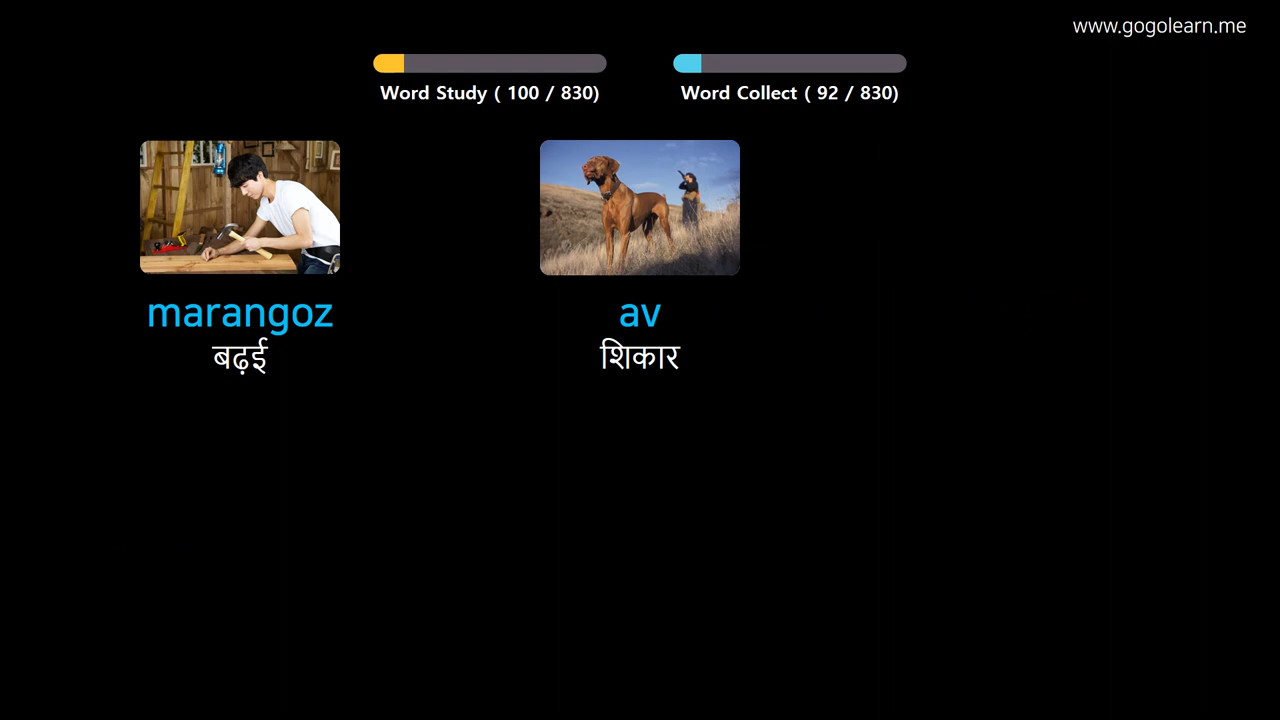 www.gogolearn.me
Word Study ( 100 / 830)
Word Collect ( 92 / 830)
marangoz
बढ़ई
av
शिकार